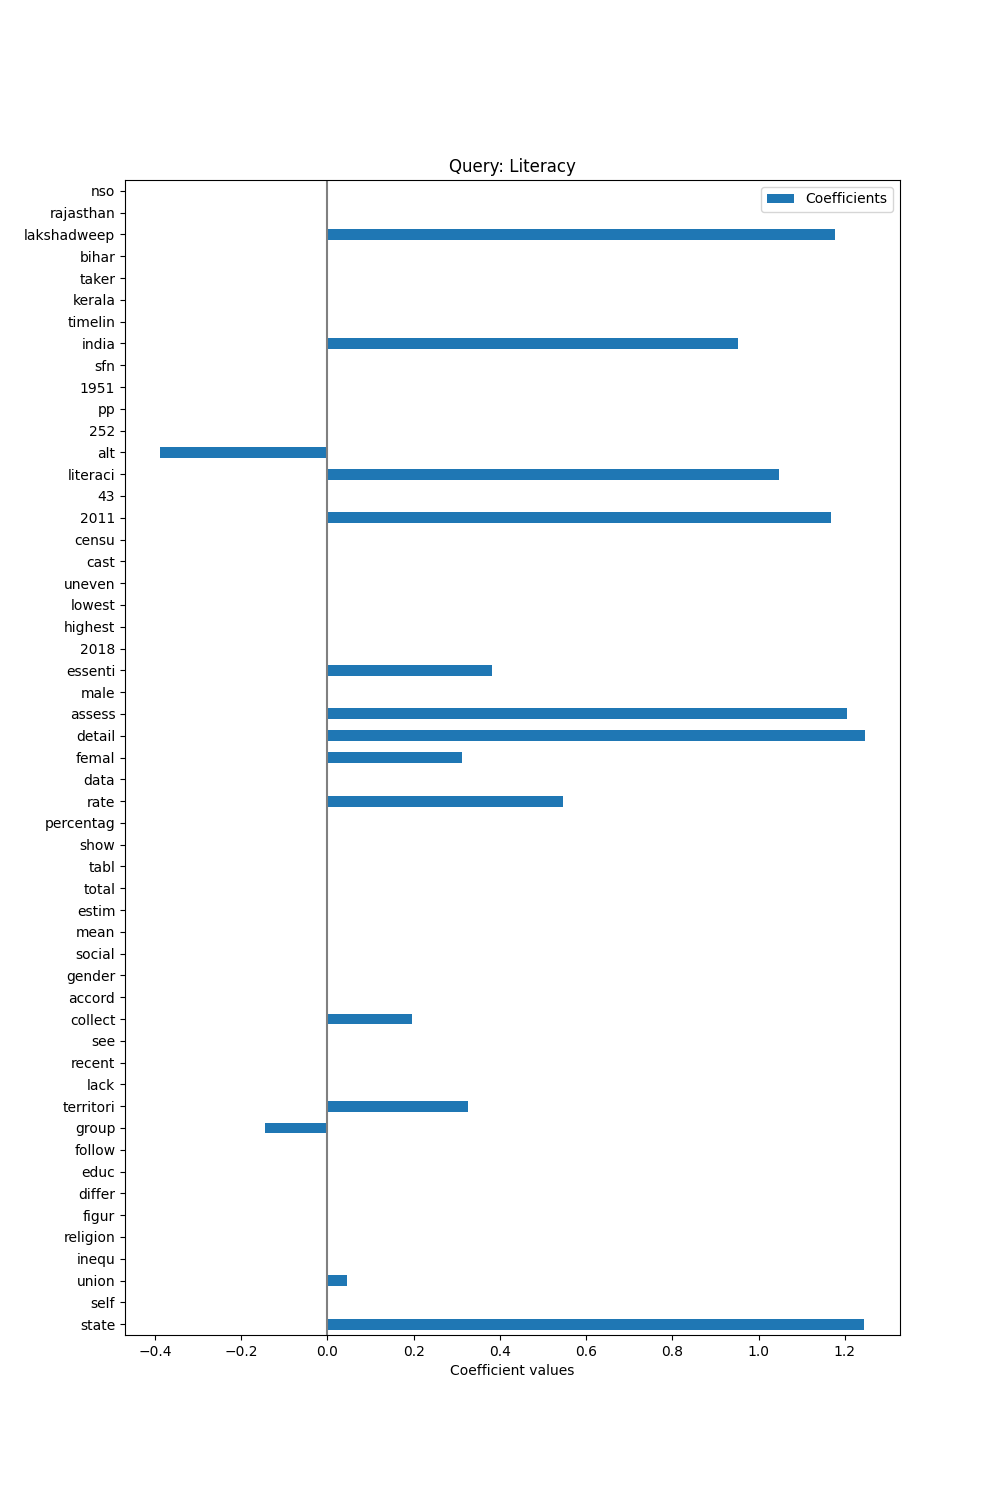 Query: Literacy
Coefficients
nso
rajasthan
lakshadweep
bihar
taker
kerala
timelin
india
sfn
1951
pp
252
alt
literaci
43
2011
censu
cast
uneven
lowest
highest
2018
essenti
male
assess
detail
femal
data
rate
percentag
show
tabl
total
estim
mean
social
gender
accord
collect
see
recent
lack
territori
group
follow
educ
differ
figur
religion
inequ
union
self
state
−0.4 −0.2 0.0 0.2 0.4 0.6 0.8 1.0 1.2
Coefficient values